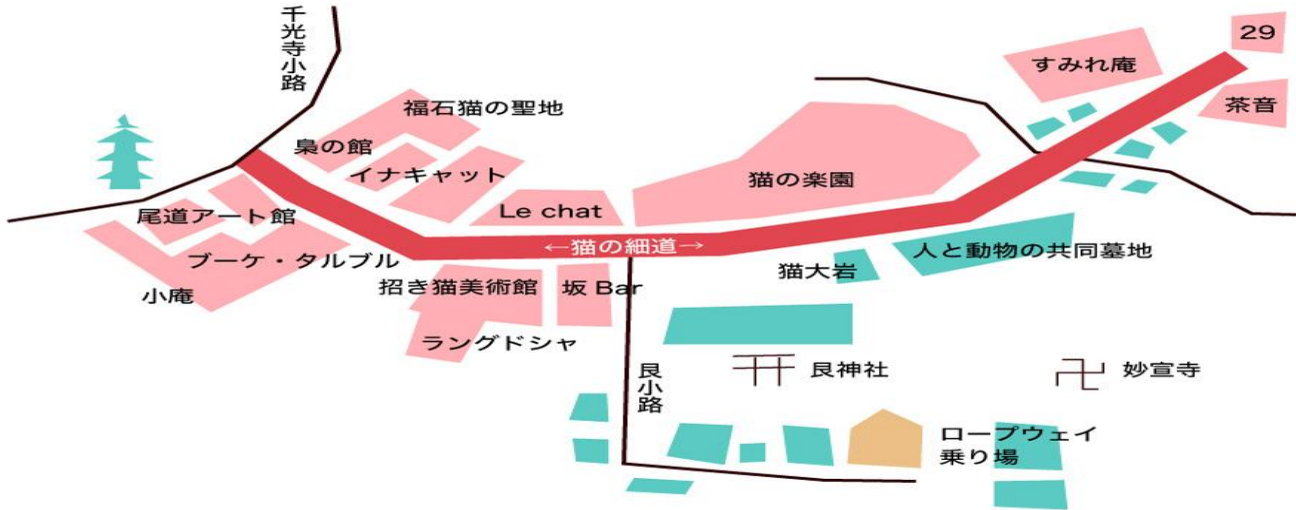 千光寺小路
29
すみれ庵
茶音
福石猫の聖地
梟の館
イナキャット
猫の楽園
Le chat
尾道アート館
←猫の細道→
ブーケ・タルブル
人と動物の共同墓地
猫大岩
小庵
招き猫美術館
坂 Bar
ラングドシャ
艮小路
艮神社
妙宣寺
ロープウェイ
乗り場